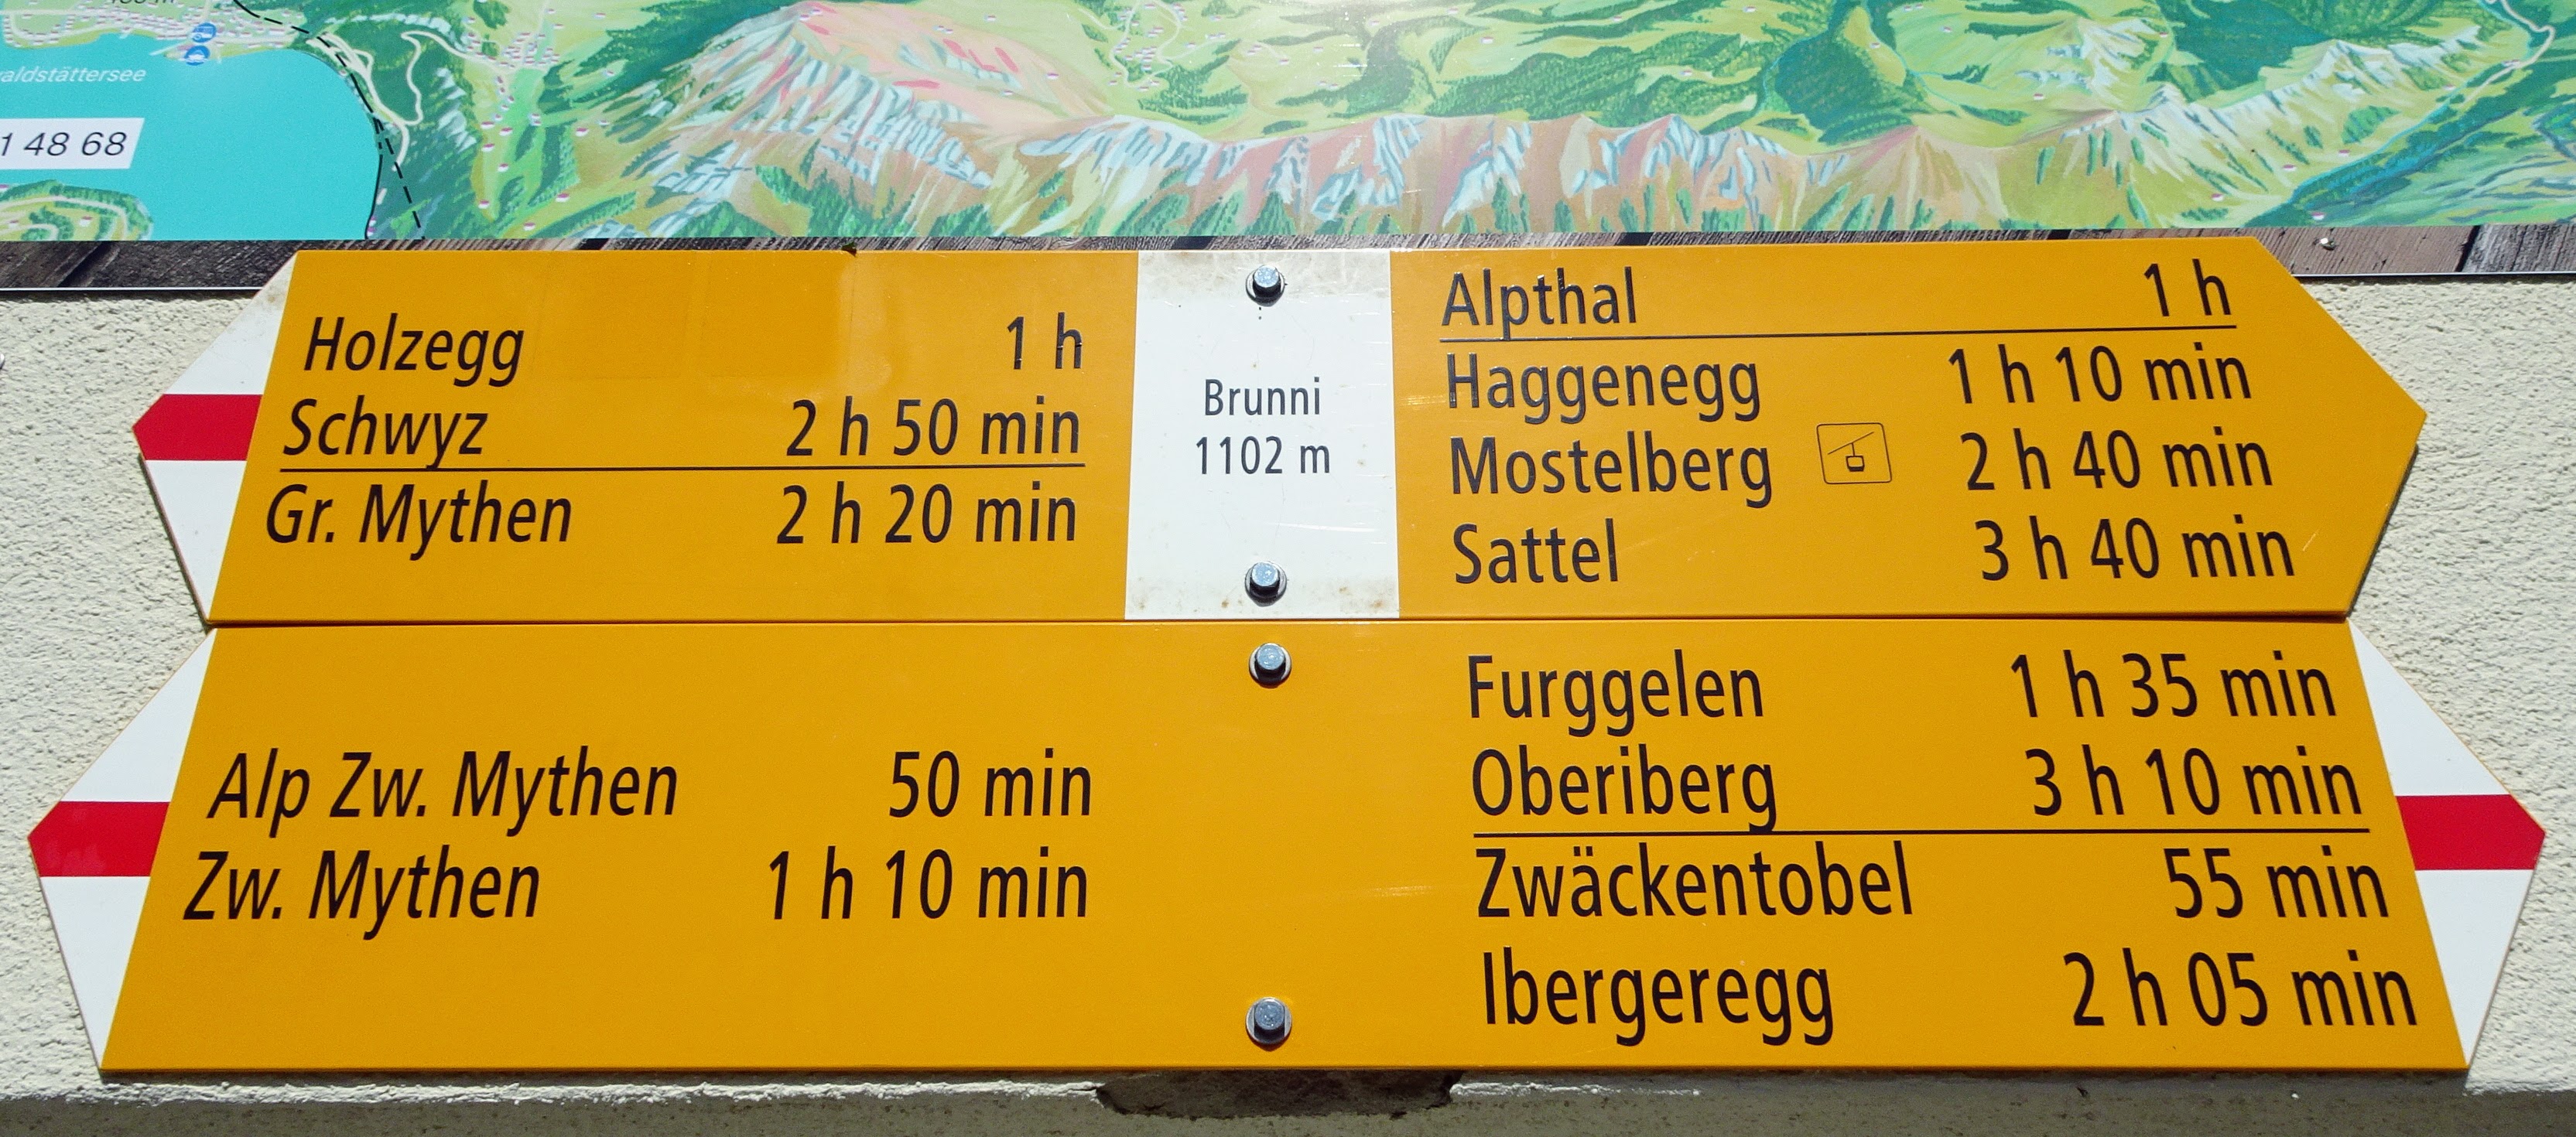 aldstättersee
1 48 68
Holzegg 1 h
Schwyz 2 h 50 min
Gr. Mythen 2 h 20 min
Brunni
1102 m
Alpthal 1 h
Haggenegg 1 h 10 min
Mostelberg 2 h 40 min
Sattel 3 h 40 min
Alp Zw. Mythen 50 min
Zw. Mythen 1 h 10 min
Furggelen 1 h 35 min
Oberiberg 3 h 10 min
Zwäckentobel 55 min
Ibergeregg 2 h 05 min